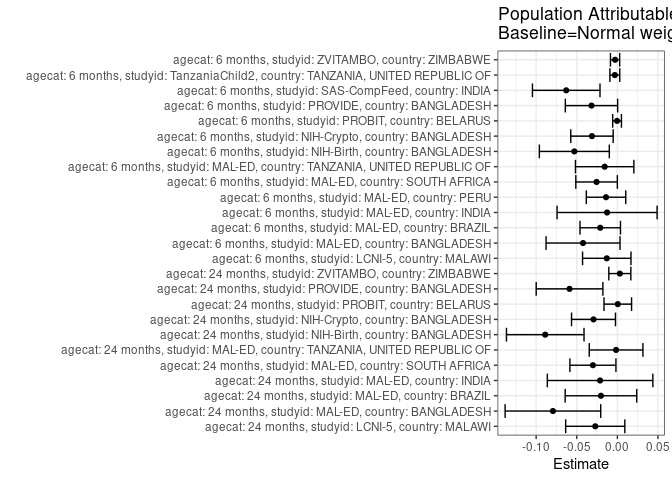 Population Attributable
Baseline=Normal weig
agecat: 6 months, studyid: ZVITAMBO, country: ZIMBABWE
agecat: 6 months, studyid: TanzaniaChild2, country: TANZANIA, UNITED REPUBLIC OF
agecat: 6 months, studyid: SAS-CompFeed, country: INDIA
agecat: 6 months, studyid: PROVIDE, country: BANGLADESH
agecat: 6 months, studyid: PROBIT, country: BELARUS
agecat: 6 months, studyid: NIH-Crypto, country: BANGLADESH
agecat: 6 months, studyid: NIH-Birth, country: BANGLADESH
agecat: 6 months, studyid: MAL-ED, country: TANZANIA, UNITED REPUBLIC OF
agecat: 6 months, studyid: MAL-ED, country: SOUTH AFRICA
agecat: 6 months, studyid: MAL-ED, country: PERU
agecat: 6 months, studyid: MAL-ED, country: INDIA
agecat: 6 months, studyid: MAL-ED, country: BRAZIL
agecat: 6 months, studyid: MAL-ED, country: BANGLADESH
agecat: 6 months, studyid: LCNI-5, country: MALAWI
agecat: 24 months, studyid: ZVITAMBO, country: ZIMBABWE
agecat: 24 months, studyid: PROVIDE, country: BANGLADESH
agecat: 24 months, studyid: PROBIT, country: BELARUS
agecat: 24 months, studyid: NIH-Crypto, country: BANGLADESH
agecat: 24 months, studyid: NIH-Birth, country: BANGLADESH
agecat: 24 months, studyid: MAL-ED, country: TANZANIA, UNITED REPUBLIC OF
agecat: 24 months, studyid: MAL-ED, country: SOUTH AFRICA
agecat: 24 months, studyid: MAL-ED, country: INDIA
agecat: 24 months, studyid: MAL-ED, country: BRAZIL
agecat: 24 months, studyid: MAL-ED, country: BANGLADESH
agecat: 24 months, studyid: LCNI-5, country: MALAWI
-0.10 -0.05 0.00 0.05
Estimate